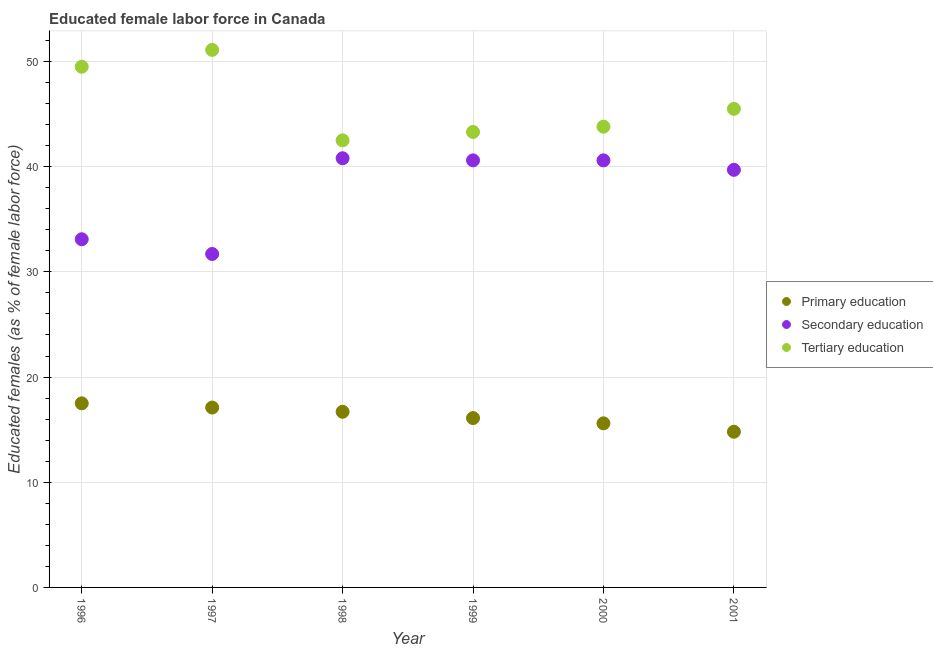 Educated female labor force in Canada
Educated females (as % of female labor force)
50
40
30
20
10
0
Primary education
Secondary education
Tertiary education
1996
1997
1998
1999
2000
2001
Year